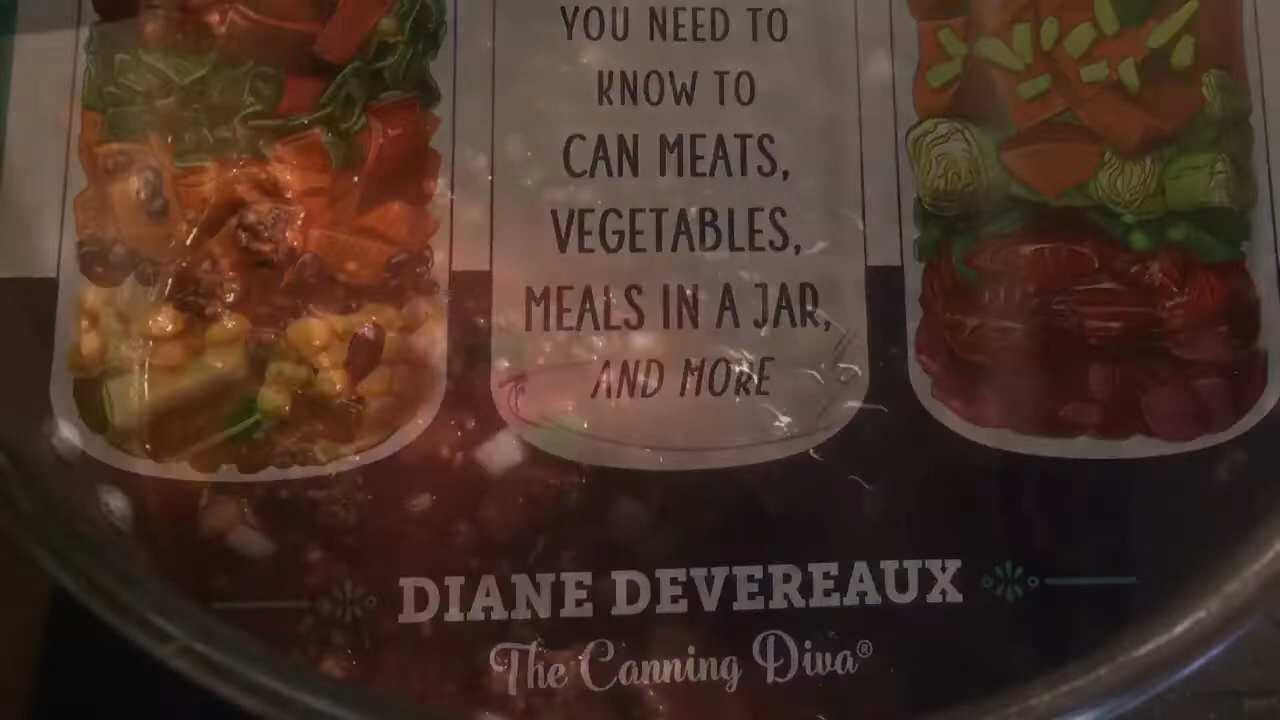 YOU NEED TO
KNOW TO
CAN MEATS,
VEGETABLES,
MEALS IN A JAR,
AND MORE
DIANE DEVEREAUX
The Canning Diva®